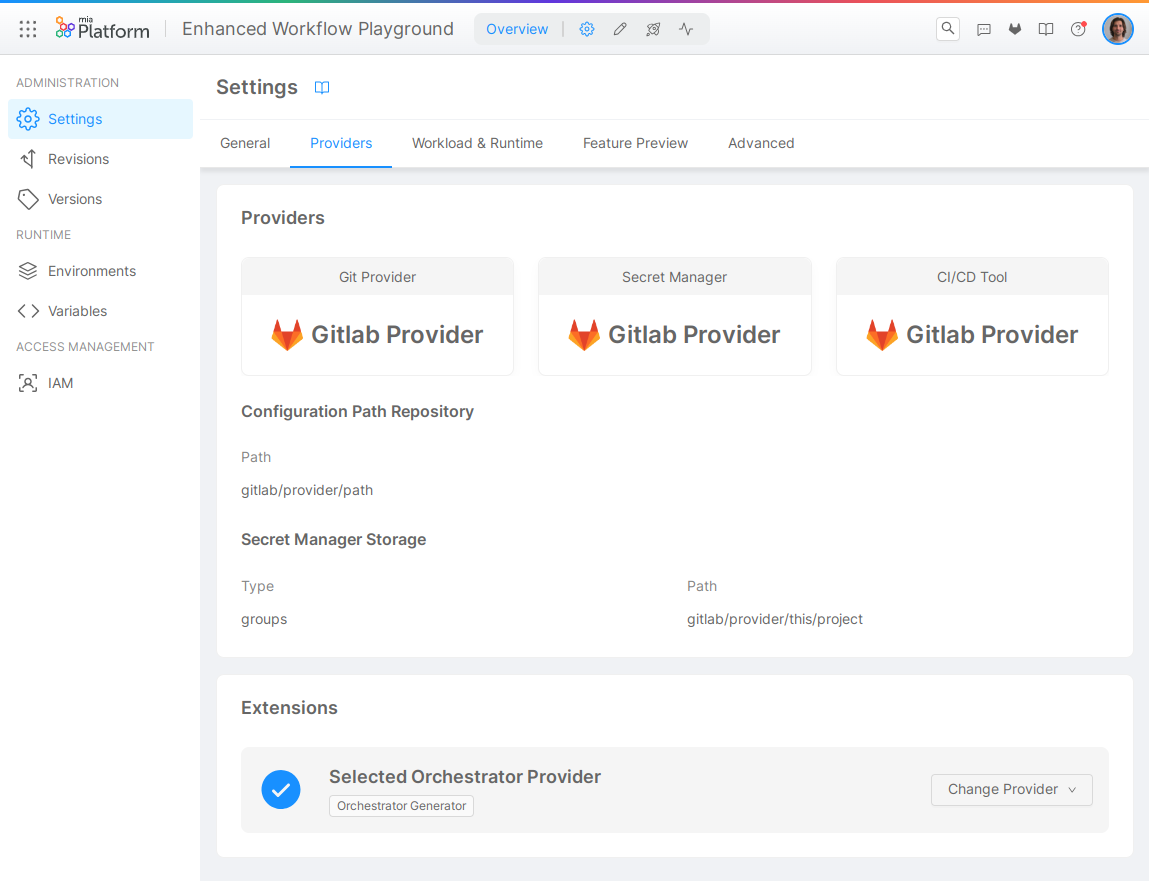 mia Platform
Enhanced Workflow Playground
Overview
ADMINISTRATION
Settings
Revisions
Versions
RUNTIME
Environments
Variables
ACCESS MANAGEMENT
IAM
Settings
General Providers Workload & Runtime Feature Preview Advanced
Providers
Git Provider
Gitlab Provider
Secret Manager
Gitlab Provider
CI/CD Tool
Gitlab Provider
Configuration Path Repository
Path
gitlab/provider/path
Secret Manager Storage
Type
groups
Path
gitlab/provider/this/project
Extensions
Selected Orchestrator Provider
Orchestrator Generator
Change Provider